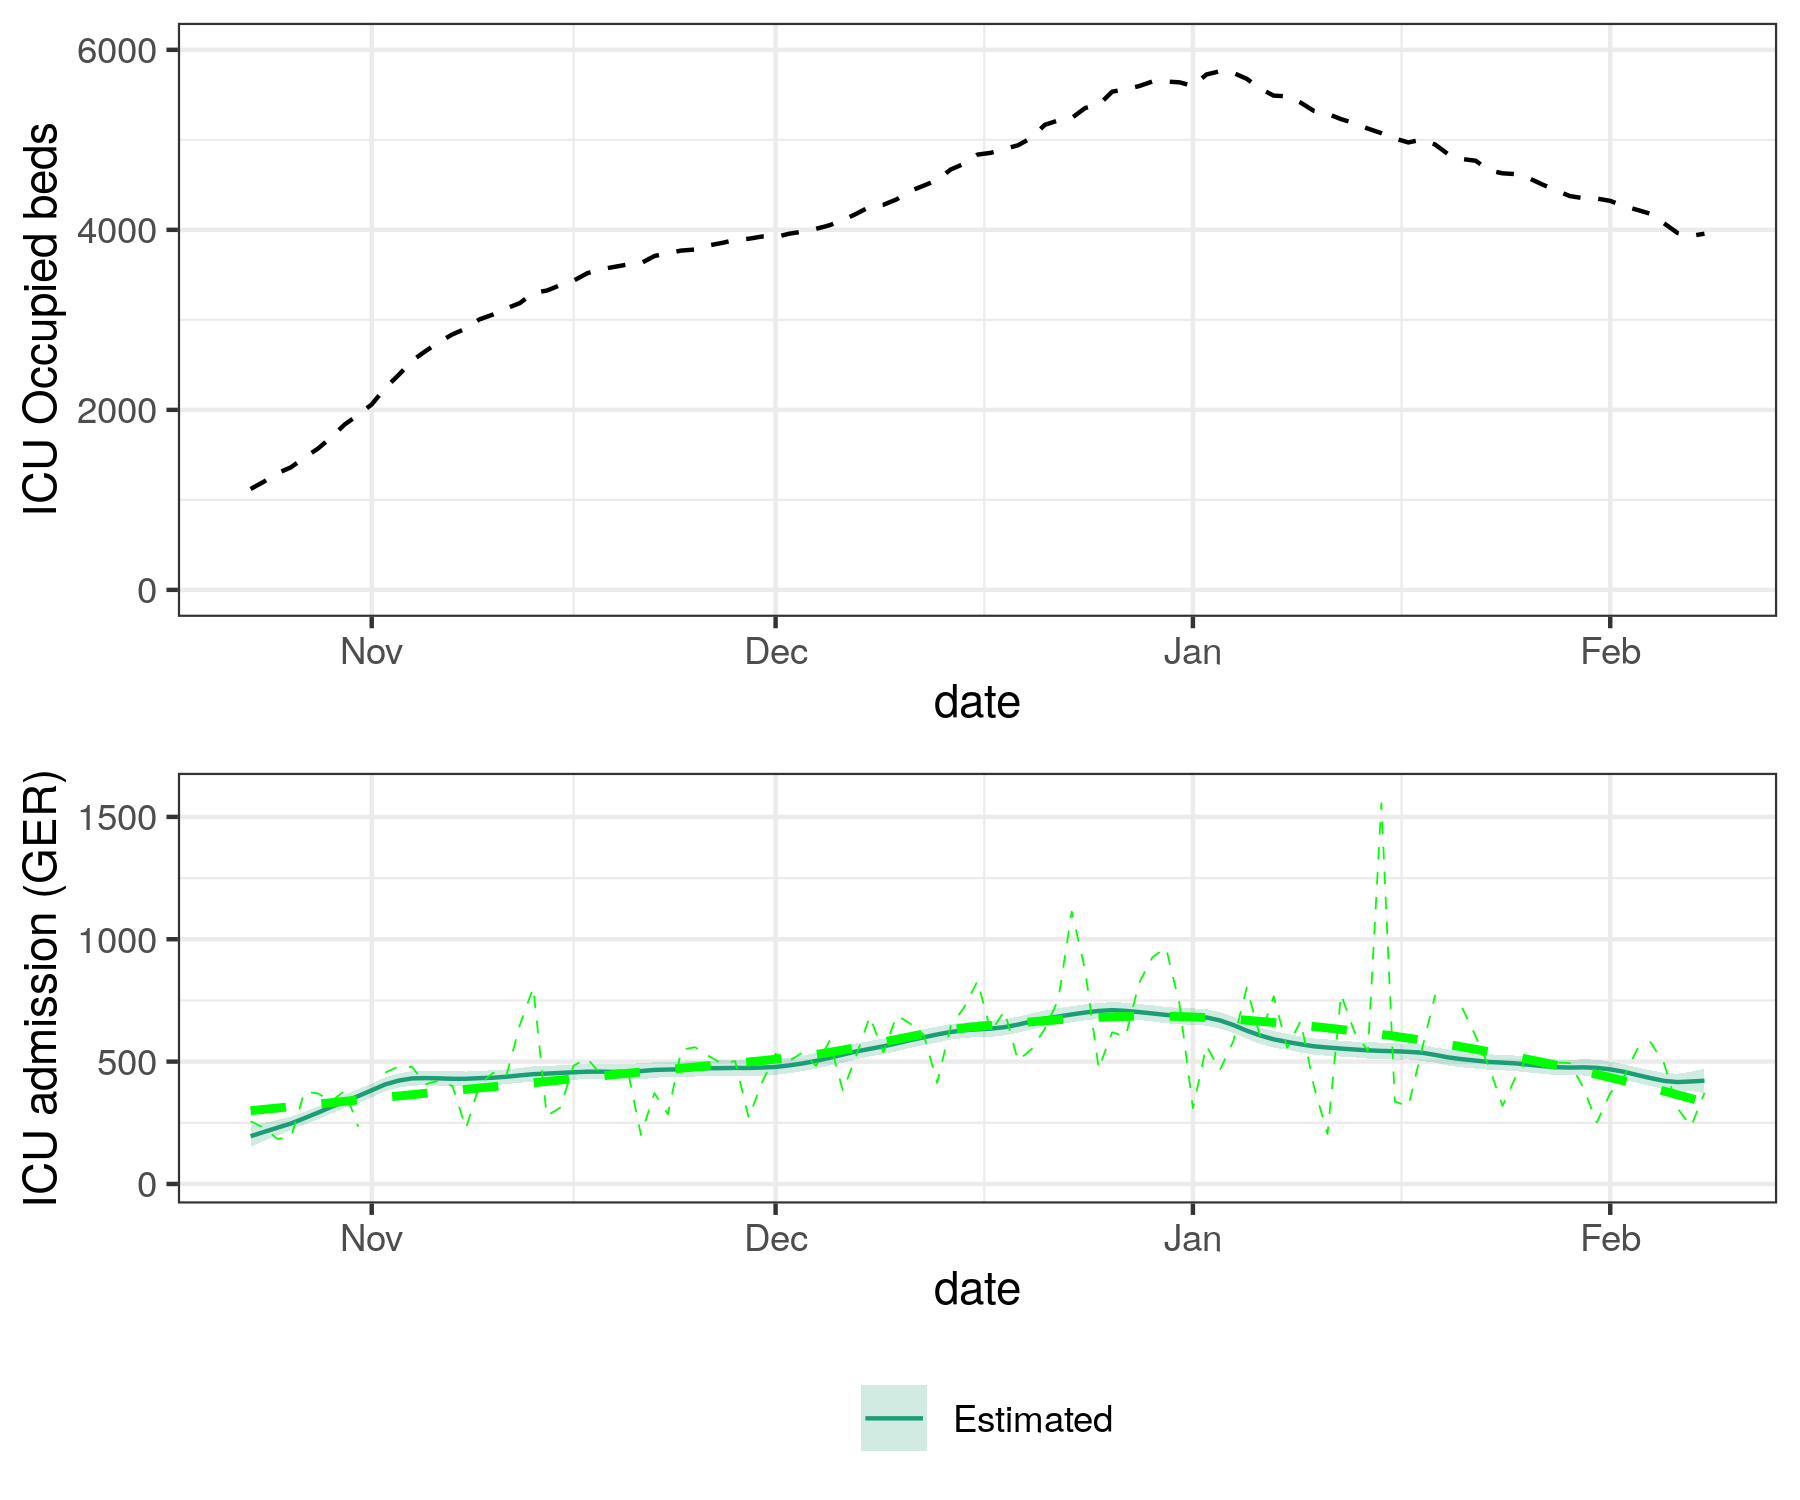 ICU Occupied beds
6000
4000
2000
0
Nov Dec Jan Feb
date
ICU admission (GER)
1500
1000
500
0
Nov Dec Jan Feb
date
Estimated